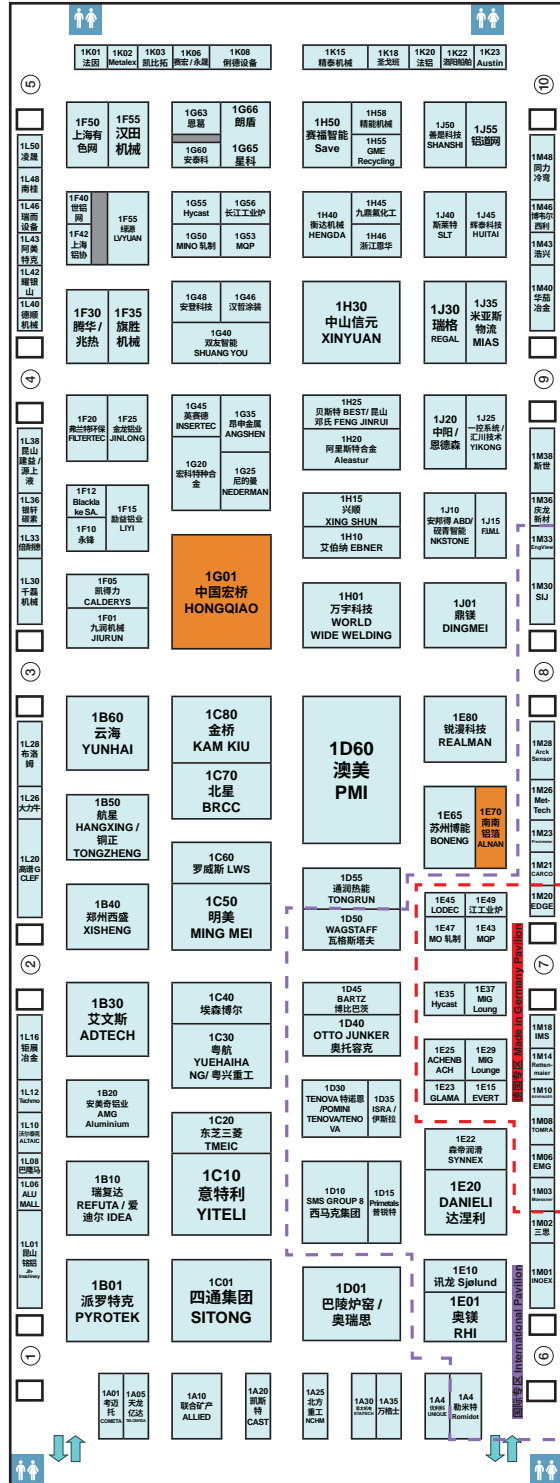 1K01
法因
1K02
Metalex
1K03
凯比拓
1K06
赛宏 / 永晟
1K08
俐德设备
1K15
精泰机械
1K18
圣戈班
1K20
法铝
1K22
洛阳船舶
1K23
Austin
⑤
⑩
1L50
凌晟
1L48
南桂
1L46
瑞而
设备
1L43
阿美
特克
1L42
耀银
山
1L40
德顺
机械
1F50
上海有
色网
1F55
汉田
机械
1G63
恩葛
1G60
安泰科
1G66
朗盾
1G65
星科
1H50
赛福智能
Save
1H58
精能机械
1H55
GME
Recycling
1J50
善是科技
SHANSHI
1J55
铝道网
1M48
同力
冷弯
1M46
博韦尔
西利
1M43
浩兴
1M40
华茄
冶金
1F40
世铝
网
1F42
上海
铝协
1F55
绿源
LVYUAN
1G55
Hycast
1G56
长江工业炉
1G50
MINO 轧制
1G53
MQP
1H40
衡达机械
HENGDA
1H45
九鼎氟化工
1H46
浙江恩华
1J40
斯莱特
SLT
1J45
辉泰科技
HUITAI
1F30
腾华 /
兆热
1F35
旗胜
机械
1G48
安登科技
1G46
汉哲涂装
1G40
双友智能
SHUANG YOU
1H30
中山信元
XINYUAN
1J30
瑞格
REGAL
1J35
米亚斯
物流
MIAS
④
⑨
1L38
昆山
建益 /
源上
液
1L36
银轩
碳素
1L33
倍耐德
1L30
千磊
机械
1F20
弗兰特环保
FILTERTEC
1F25
金龙铝业
JINLONG
1G45
英赛德
INSERTEC
1G35
昂申金属
ANGSHEN
1G20
宏科特种合
金
1G25
尼的曼
NEDERMAN
1H25
贝斯特 BEST/ 昆山
邓氏 FENG JINRUI
1H20
阿里斯特合金
Aleastur
1J20
中阳 /
恩德森
1J25
一控系统 /
汇川技术
YIKONG
1M38
斯世
1M36
庆龙
新材
1M33
EngView
1M30
SIJ
1F12
Blackla
ke SA.
1F10
永锋
1F15
励益铝业
LIYI
1H15
兴顺
XING SHUN
1H10
艾伯纳 EBNER
1J10
安邦得 ABD/
砚青智能
NKSTONE
1J15
F.I.M.I.
1G01
中国宏桥
HONGQIAO
1F05
凯得力
CALDERYS
1F01
九润机械
JIURUN
1H01
万宇科技
WORLD
WIDE WELDING
1J01
鼎镁
DINGMEI
③
⑧
1L28
布洛
姆
1L26
大力牛
1L20
高谱 G
CLEF
1B60
云海
YUNHAI
1C80
金桥
KAM KIU
1C70
北星
BRCC
1D60
澳美
PMI
1E80
锐漫科技
REALMAN
1M28
Arck
Sensor
1M26
Met-
Tech
1M23
1M21
CARCO
1M20
EDGE
1B50
航星
HANGXING /
铜正
TONGZHENG
1E65
苏州博能
BONENG
1E70
南南
铝箔
ALNAN
1C60
罗威斯 LWS
1C50
明美
MING MEI
1D55
通润热能
TONGRUN
1D50
WAGSTAFF
瓦格斯塔夫
1B40
郑州西盛
XISHENG
1E45
LODEC
1E49
江工业炉
1E47
MO 轧制
1E43
MQP
②
⑦
德国专区 Made in Germany Pavilion
1L16
钜展
冶金
1L12
Techmo
1L10
沃尔泰克
ALTAIC
1L08
巴隆马
1L06
ALU
MALL
1L01
昆山
铭铝
1B30
艾文斯
ADTECH
1C40
埃森博尔
1C30
粤航
YUEHAIHA
NG/ 粤兴重工
1D45
BARTZ
博比巴茨
1D40
OTTO JUNKER
奥托容克
1E35
Hycast
1E37
MIG
Loung
1M18
IMS
1M14
Retten-
maier
1M10
1M08
TOMRA
1M06
EMG
1M03
Moessner
1M02
三思
1M01
INOEX
1E25
ACHENB
ACH
1E29
MIG
Lounge
1E23
GLAMA
1E15
EVERT
1B20
安美奇铝业
AMG
Aluminium
1C20
东芝三菱
TMEIC
1C10
意特利
YITELI
1D30
TENOVA 特诺恩
/POMINI
TENOVA/TENO
VA
1D35
ISRA /
伊斯拉
1E22
森帝润滑
SYNNEX
1E20
DANIELI
达涅利
1B10
瑞复达
REFUTA / 爱
迪尔 IDEA
1D10
SMS GROUP 8
西马克集团
1D15
Primetals
普锐特
1B01
派罗特克
PYROTEK
1C01
四通集团
SITONG
1D01
巴陵炉窑 /
奥瑞思
1E10
讯龙 Sjølund
1E01
奥镁
RHI
国际专区 International Pavilion
①
⑥
1A01
考迈
托
COMETA
1A05
天龙
亿达
1A10
联合矿产
ALLIED
1A20
凯斯
特
CAST
1A25
北方
重工
NCHM
1A30
1A35
万格士
1A4
UNIQUE
1A4
勒米特
Romidot